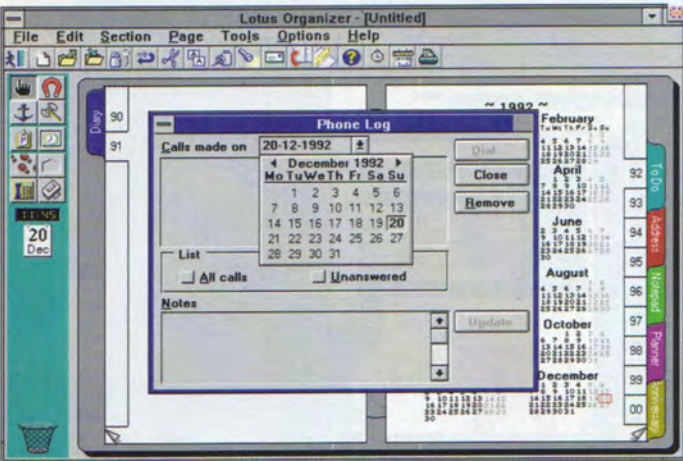 Lotus Organizer - [Untitled]
File Edit Section Page Tools Options Help
11:45
20
Dec
Diary
90
91
~ 1992 ~
February
April
June
August
October
December
92
93
94
95
96
97
98
99
00
To Do
Address
Notepad
Planner
Anniversary
Phone Log
Calls made on 20-12-1992
December 1992
Mo Tu We Th Fr Sa Su
1 2 3 4 5 6
7 8 9 10 11 12 13
14 15 16 17 18 19 20
21 22 23 24 25 26 27
28 29 30 31
Dial...
Close
Remove
List
All calls Unanswered
Notes
Update